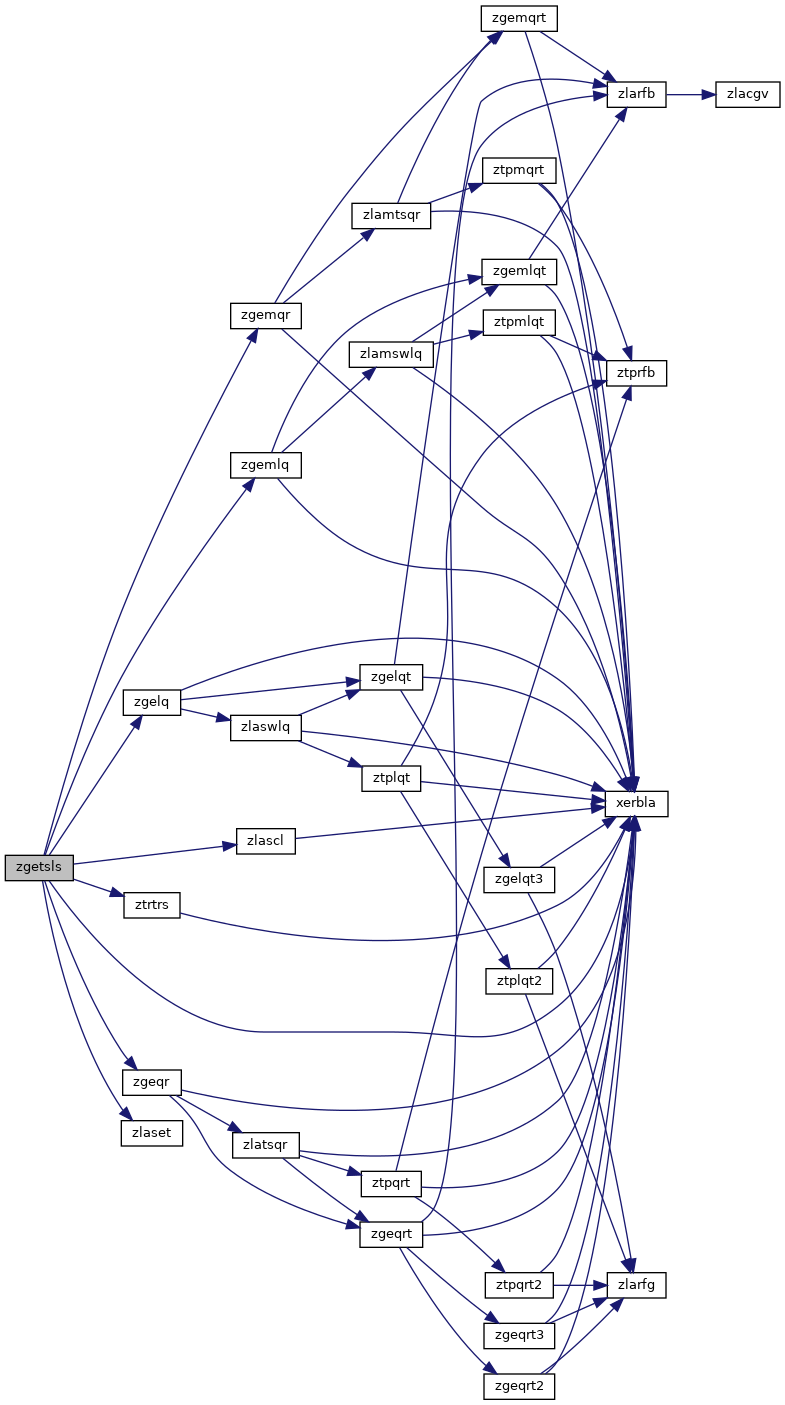 zgemqrt
zlarfb
zlacgv
ztpmqrt
zlamtsqr
zgemlqt
zgemqr
ztpmlqt
zlamswlq
ztprfb
zgemlq
zgelqt
zgelq
zlaswlq
ztplqt
xerbla
zlascl
zgetsls
zgelqt3
ztrtrs
ztplqt2
zgeqr
zlaset
zlatsqr
ztpqrt
zgeqrt
ztpqrt2
zlarfg
zgeqrt3
zgeqrt2